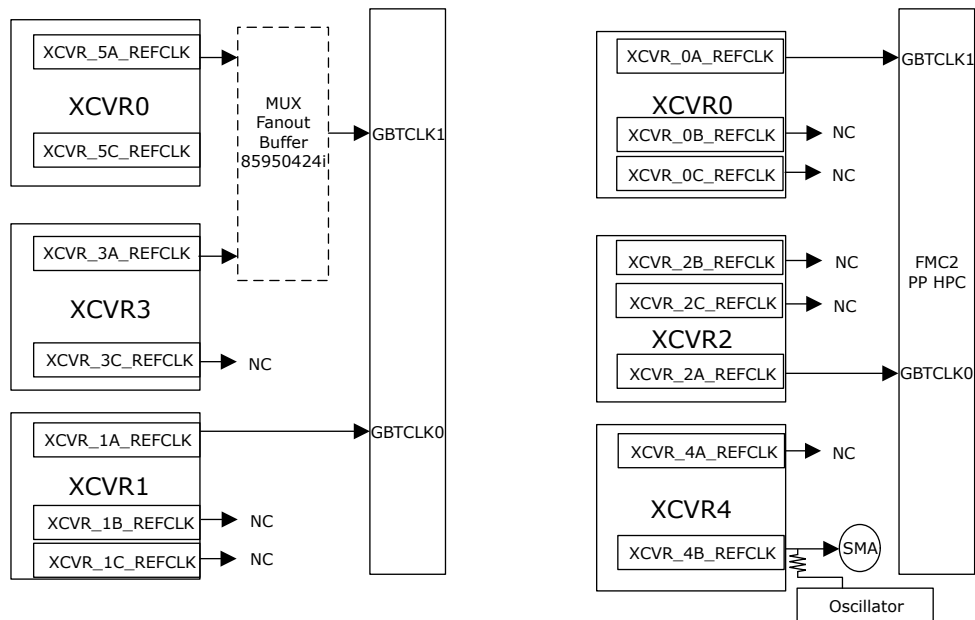 XCVR_5A_REFCLK
XCVR0
XCVR_5C_REFCLK
MUX
Fanout
Buffer
85950424i
GBTCLK1
XCVR_3A_REFCLK
XCVR3
XCVR_3C_REFCLK
NC
XCVR_1A_REFCLK
GBTCLK0
XCVR1
XCVR_1B_REFCLK
NC
XCVR_1C_REFCLK
NC
XCVR_0A_REFCLK
GBTCLK1
XCVR0
XCVR_0B_REFCLK
NC
XCVR_0C_REFCLK
NC
XCVR_2B_REFCLK
NC
FMC2
PP HPC
XCVR_2C_REFCLK
NC
XCVR2
XCVR_2A_REFCLK
GBTCLK0
XCVR_4A_REFCLK
NC
XCVR4
XCVR_4B_REFCLK
SMA
Oscillator